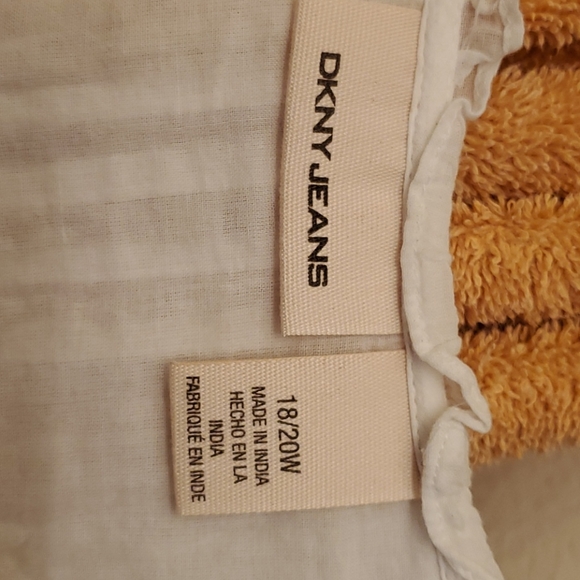 DKNY JEANS
18/20W
MADE IN INDIA
HECHO EN LA
INDIA
FABRIQUÉ EN INDE